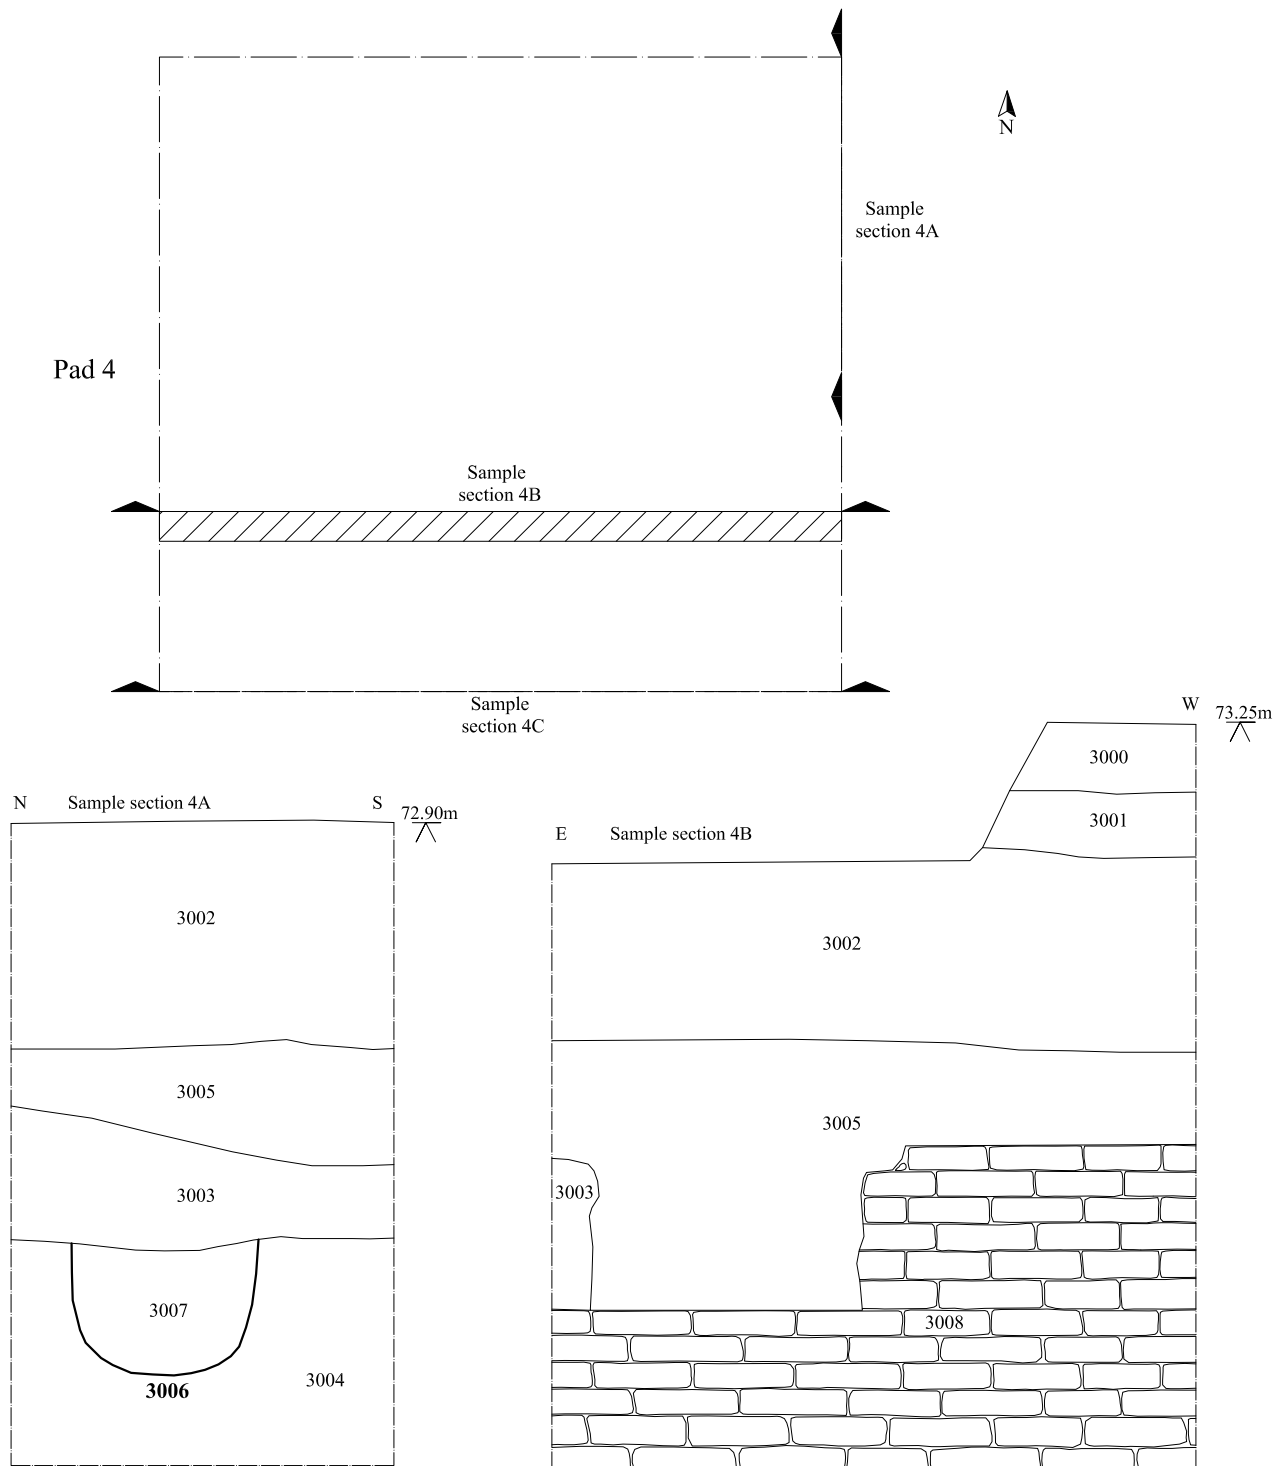 N
Sample
section 4A
Pad 4
Sample
section 4B
Sample
section 4C
N Sample section 4A S 72.90m
3002
3005
3003
3007
3006
3004
W 73.25m
3000
3001
E Sample section 4B
3002
3005
3003
3008